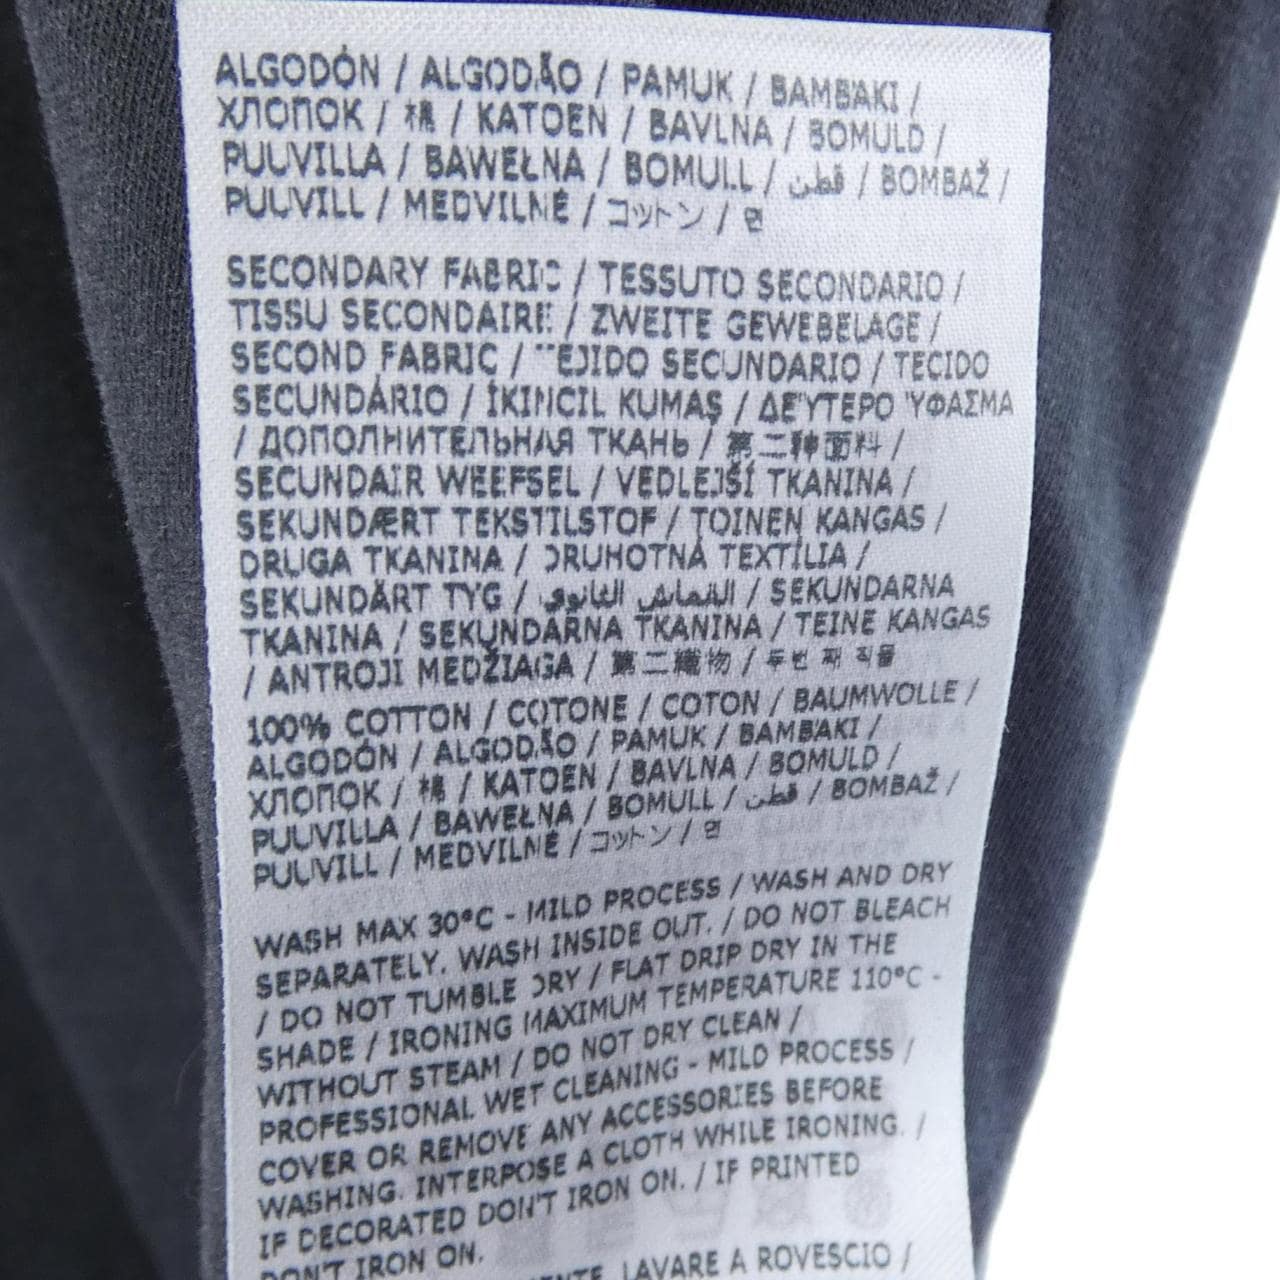 ALGODÓN / ALGODÃO / PAMUK / BAMBAKI /
ХЛОПОК / 棉 / KATOEN / BAVLNA / BOMULD /
PUUVILLA / BAWEŁNA / BOMULL / قطن / BOMBAŽ /
PUUVILL / MEDVILNĖ / コットン / 면
SECONDARY FABRIC / TESSUTO SECONDARIO /
TISSU SECONDAIRE / ZWEITE GEWEBELAGE /
SECOND FABRIC / TEJIDO SECUNDARIO / TECIDO
SECUNDÁRIO / İKINCIL KUMAŞ / ΔΕΎΤΕΡΟ ΎΦΑΣΜΑ
/ ДОПОЛНИТЕЛЬНАЯ ТКАНЬ / 第二种面料 /
SECUNDAIR WEEFSEL / VEDLEJŠÍ TKANINA /
SEKUNDÆRT TEKSTILSTOF / TOINEN KANGAS /
DRUGA TKANINA / DRUHOTNÁ TEXTÍLIA /
SEKUNDÄRT TYG / القماش الثانوي / SEKUNDARNA
TKANINA / SEKUNDARNA TKANINA / TEINE KANGAS
/ ANTROJI MEDŽIAGA / 第二織物 / 두 번 째 직물
100% COTTON / COTONE / COTON / BAUMWOLLE /
ALGODÓN / ALGODÃO / PAMUK / BAMBAKI /
ХЛОПОК / 棉 / KATOEN / BAVLNA / BOMULD /
PUUVILLA / BAWEŁNA / BOMULL / قطن / BOMBAŽ /
PUUVILL / MEDVILNĖ / コットン / 면
WASH MAX 30°C - MILD PROCESS / WASH AND DRY
SEPARATELY. WASH INSIDE OUT. / DO NOT BLEACH
/ DO NOT TUMBLE DRY / FLAT DRIP DRY IN THE
SHADE / IRONING MAXIMUM TEMPERATURE 110°C -
WITHOUT STEAM / DO NOT DRY CLEAN /
PROFESSIONAL WET CLEANING - MILD PROCESS /
COVER OR REMOVE ANY ACCESSORIES BEFORE
WASHING. INTERPOSE A CLOTH WHILE IRONING. /
IF DECORATED DON'T IRON ON. / IF PRINTED
DON'T IRON ON.
LAVARE A ROVESCIO /